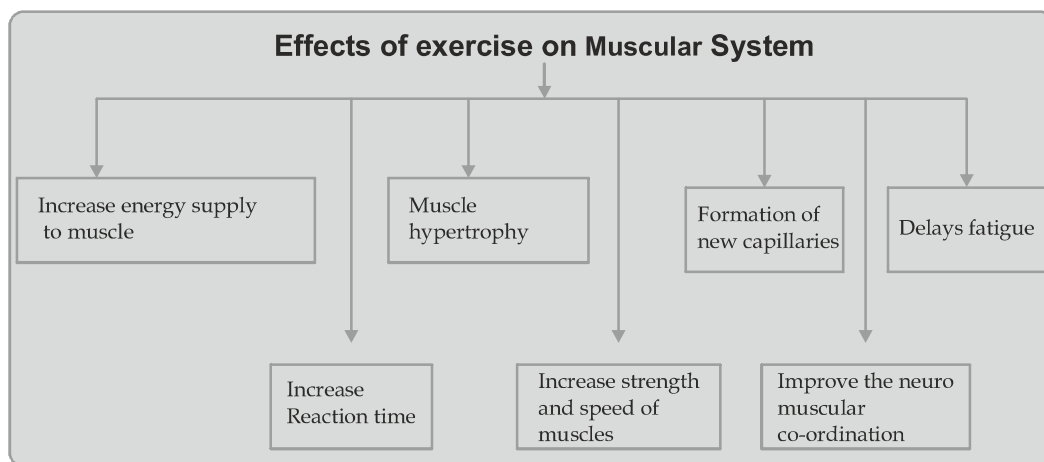 Effects of exercise on Muscular System
Increase energy supply
to muscle
Muscle
hypertrophy
Formation of
new capillaries
Delays fatigue
Increase
Reaction time
Increase strength
and speed of
muscles
Improve the neuro
muscular
co-ordination